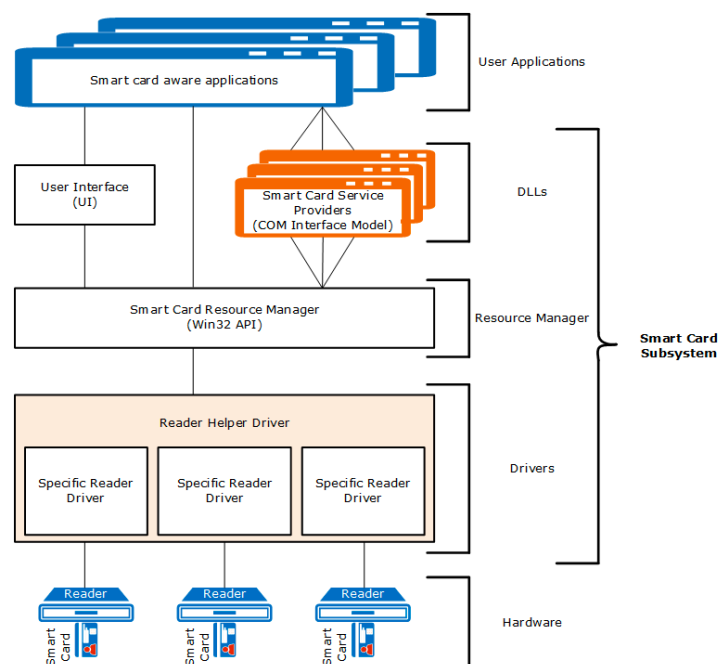 Smart card aware applications
User Applications
User Interface
(UI)
Smart Card Service
Providers
(COM Interface Model)
DLLs
Smart Card Resource Manager
(Win32 API)
Resource Manager
Smart Card
Subsystem
Reader Helper Driver
Specific Reader
Driver
Specific Reader
Driver
Specific Reader
Driver
Drivers
Reader
Reader
Reader
Smart
Card
Smart
Card
Smart
Card
Hardware